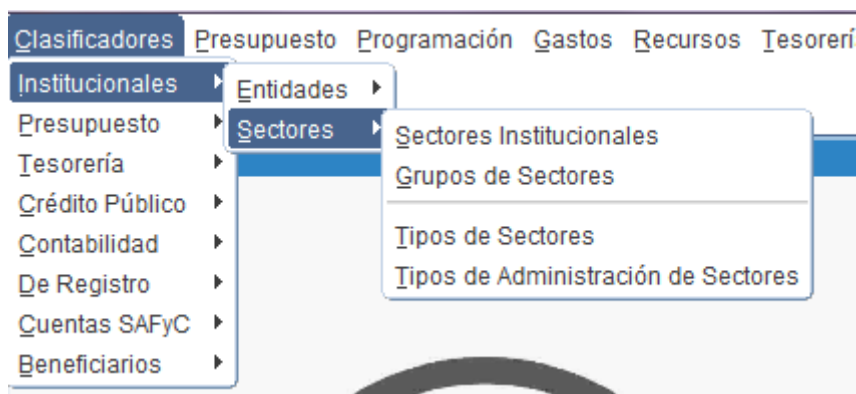 Clasificadores Presupuesto Programación Gastos Recursos Tesorerí
Institucionales
Presupuesto
Tesorería
Crédito Público
Contabilidad
De Registro
Cuentas SAFyC
Beneficiarios
Entidades
Sectores
Sectores Institucionales
Grupos de Sectores
Tipos de Sectores
Tipos de Administración de Sectores